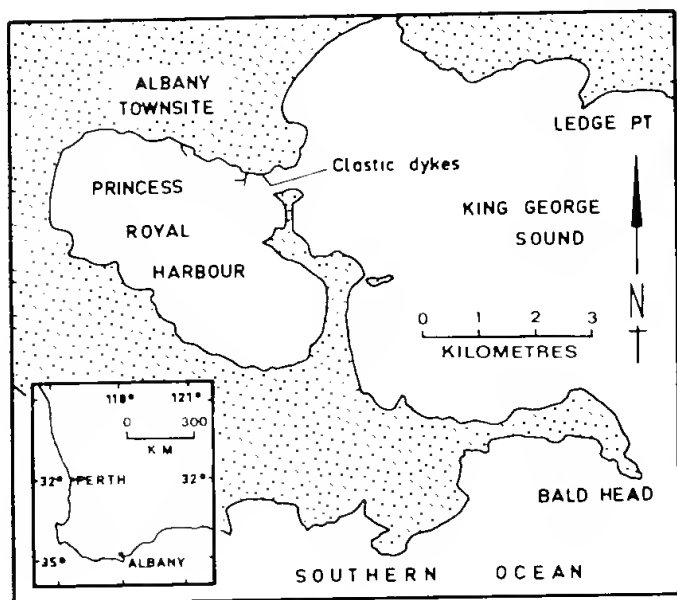 ALBANY
TOWNSITE
LEDGE PT
Clastic dykes
PRINCESS
ROYAL
HARBOUR
KING GEORGE
SOUND
N
0 1 2 3
KILOMETRES
118° 121°
0 300
KM
32° PERTH 32°
35° ALBANY
BALD HEAD
SOUTHERN OCEAN